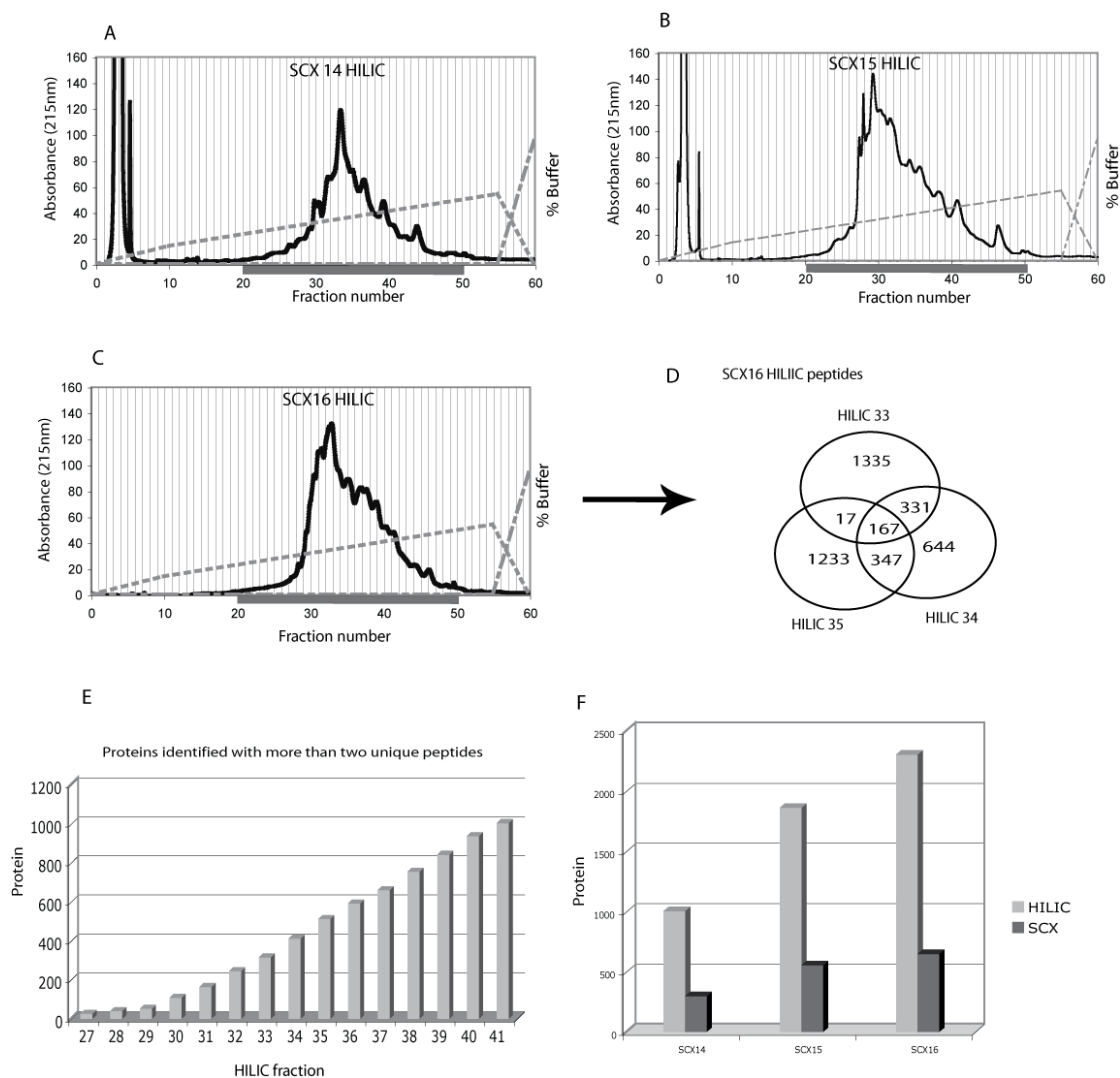 A
SCX 14 HILIC
Absorbance (215nm)
160
140
120
100
80
60
40
20
0
0 10 20 30 40 50 60
Fraction number
% Buffer
B
SCX15 HILIC
Absorbance (215nm)
160
140
120
100
80
60
40
20
0
0 10 20 30 40 50 60
Fraction number
% Buffer
C
SCX16 HILIC
Absorbance (215nm)
160
140
120
100
80
60
40
20
0
0 10 20 30 40 50 60
Fraction number
% Buffer
D
SCX16 HILIIC peptides
HILIC 33
1335
17
331
167
1233
347
644
HILIC 35
HILIC 34
E
Proteins identified with more than two unique peptides
Protein
1200
1000
800
600
400
200
0
27 28 29 30 31 32 33 34 35 36 37 38 39 40 41
HILIC fraction
F
Protein
2500
2000
1500
1000
500
0
SCX14 SCX15 SCX16
HILIC
SCX